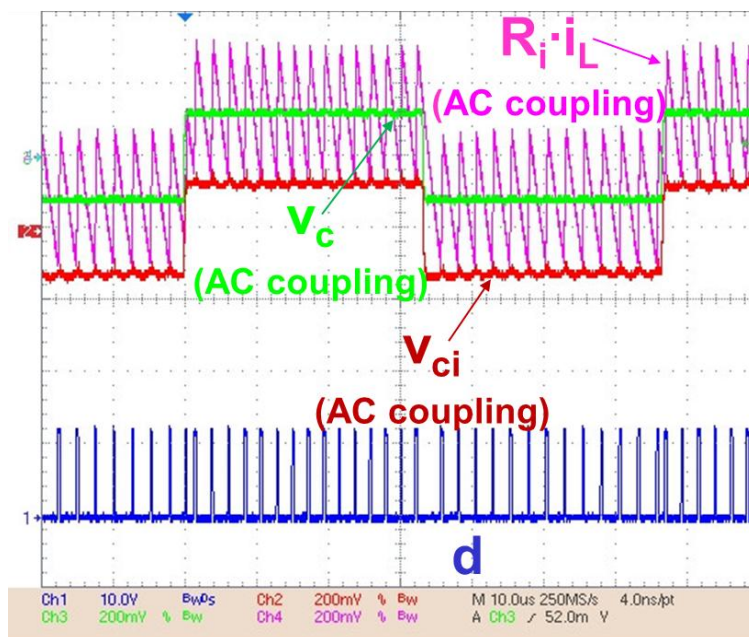 Ri·iL
(AC coupling)
vc
(AC coupling)
vci
(AC coupling)
1
d
Ch1 10.0V Bw Ch2 200mV % Bw M 10.0us 250MS/s 4.0ns/pt
Ch3 200mV % Bw Ch4 200mV % Bw A Ch3 / 52.0m V